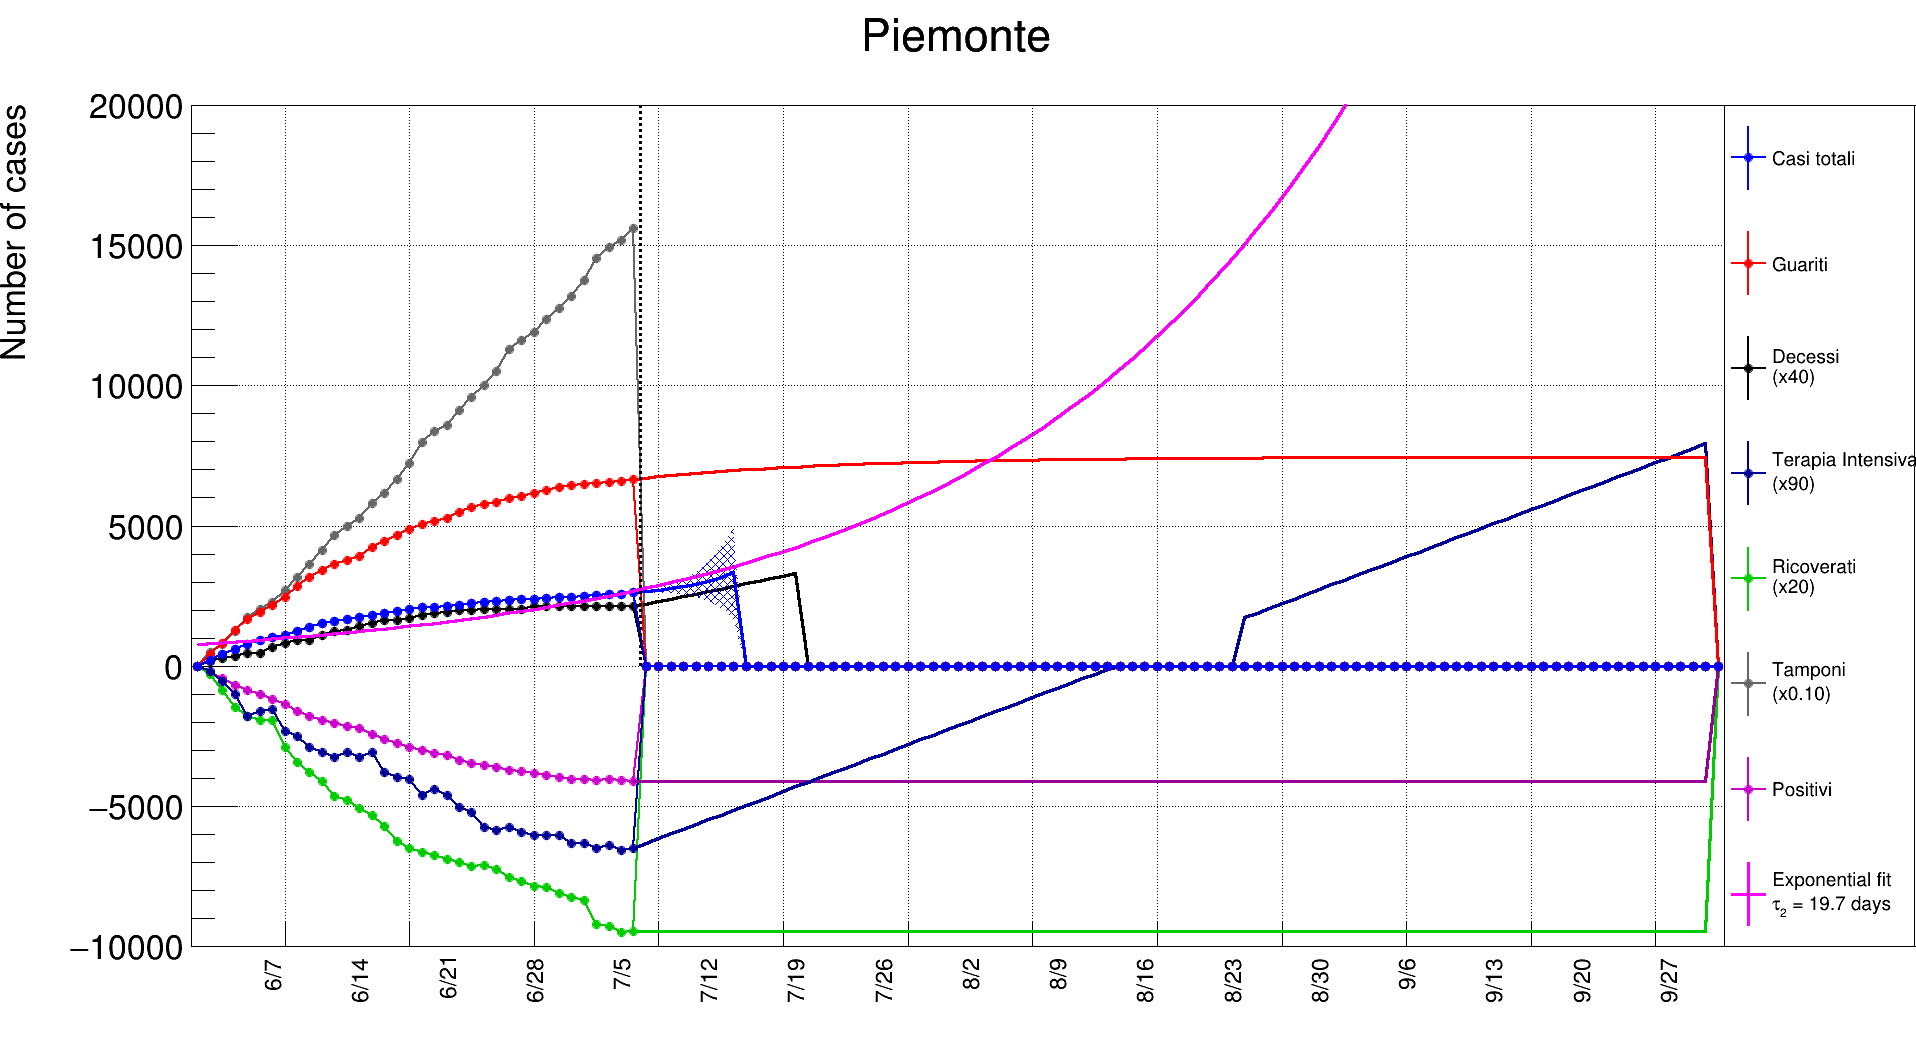 Piemonte
Number of cases
20000
15000
10000
5000
0
−5000
−10000
6/7
6/14
6/21
6/28
7/5
7/12
7/19
7/26
8/2
8/9
8/16
8/23
8/30
9/6
9/13
9/20
9/27
Casi totali
Guariti
Decessi
(x40)
Terapia Intensiva
(x90)
Ricoverati
(x20)
Tamponi
(x0.10)
Positivi
Exponential fit
τ2 = 19.7 days